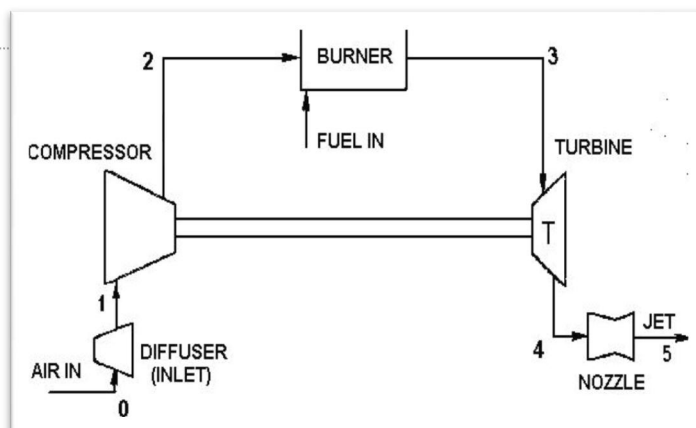 2
BURNER
3
FUEL IN
COMPRESSOR
TURBINE
T
1
DIFFUSER
(INLET)
AIR IN
0
4
JET
5
NOZZLE